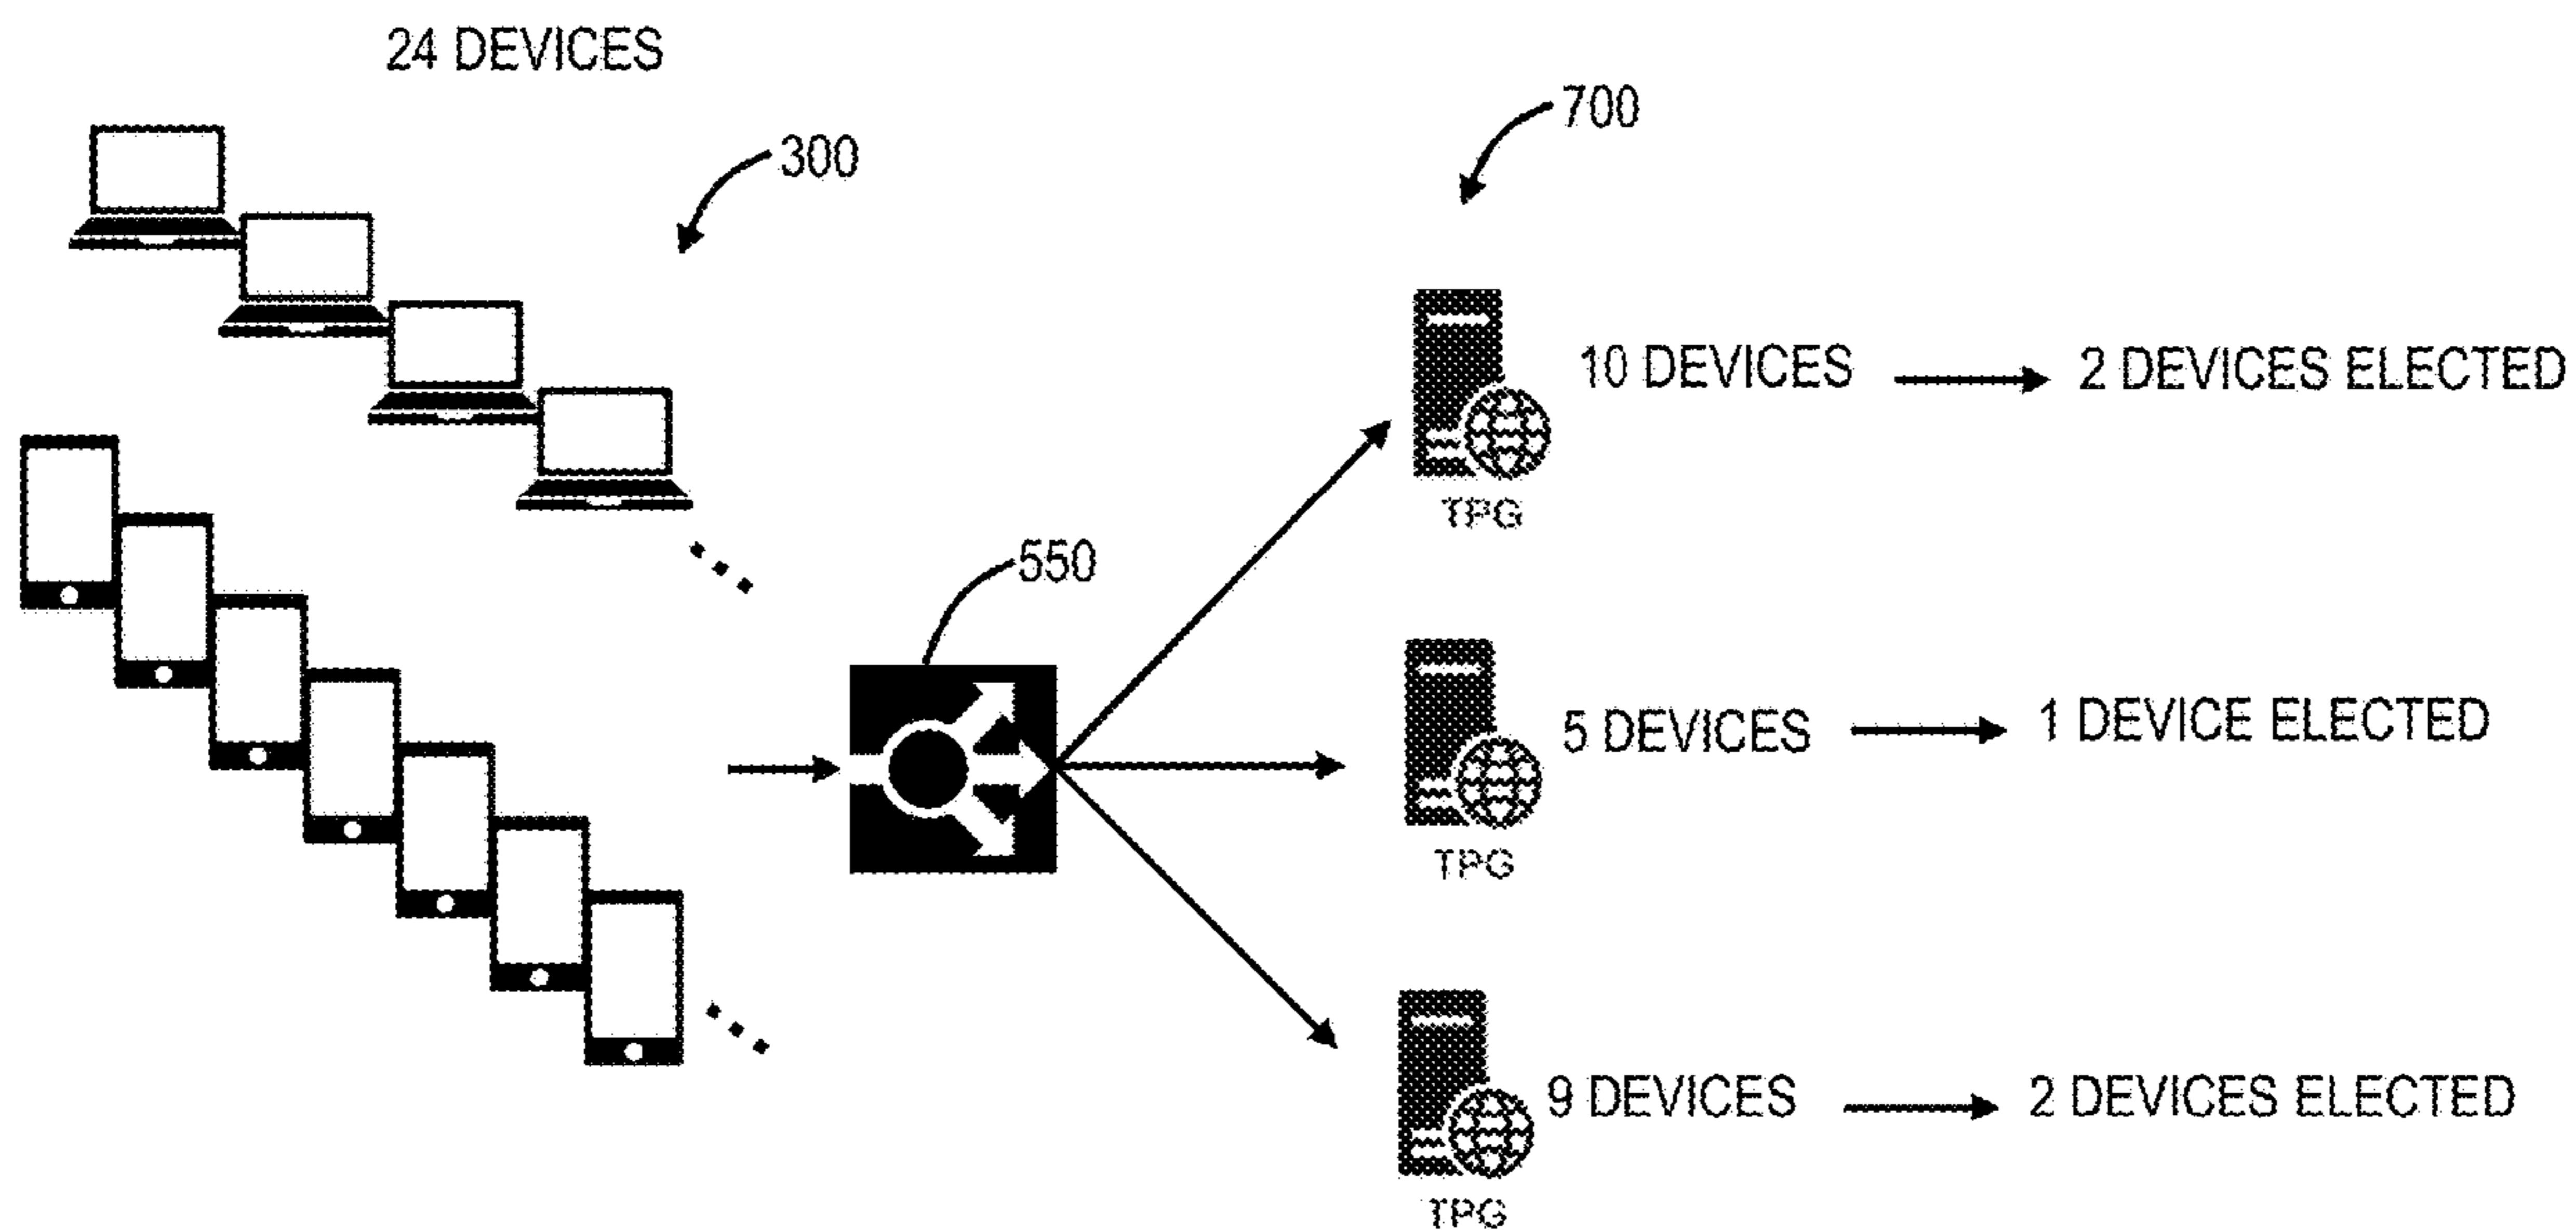 24 DEVICES
300
700
10 DEVICES
2 DEVICES ELECTED
TPG
550
5 DEVICES
1 DEVICE ELECTED
TPG
9 DEVICES
2 DEVICES ELECTED
TPG